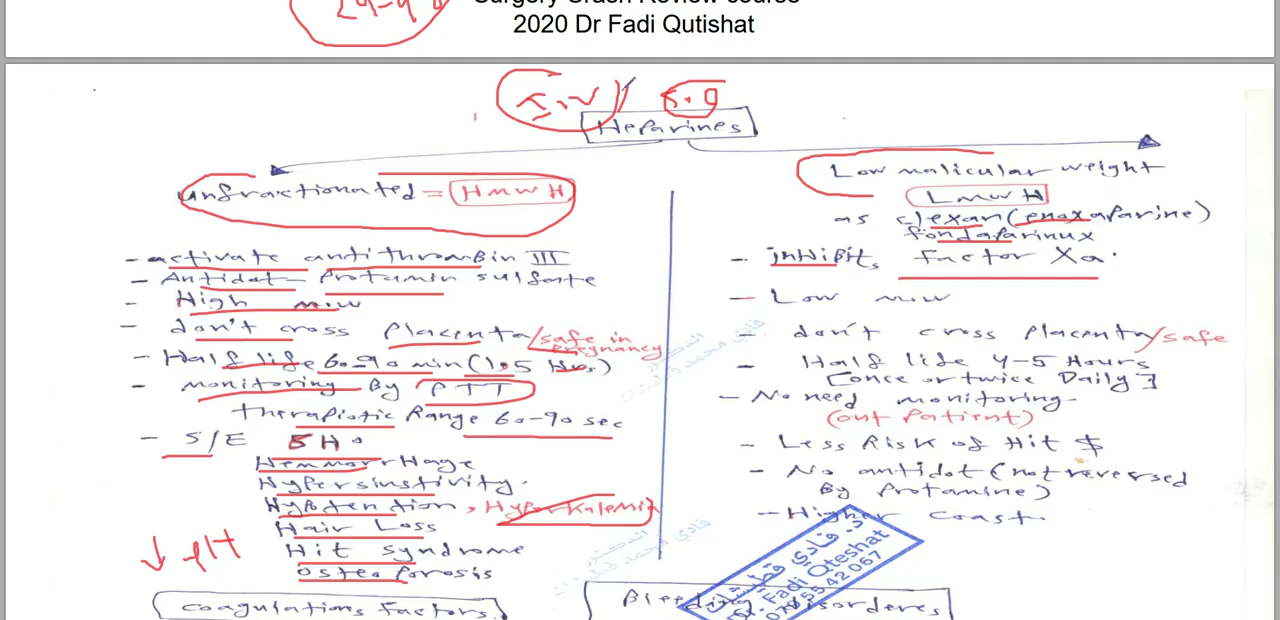 Surgery Crash Review course
2020 Dr Fadi Qutishat
Heparines
unfractionated = HMWH
- activate antithrombin III
- Antidot - Protamin sulfate
- High M.W
- don't cross Placenta/safe in pregnancy
- Half life 60-90 min (1,5 Hrs.)
- monitoring By PTT
therapiotic Range 60-90 sec
- S/E 5H.
Hemmorrhage
Hypersinstivity.
Hypotention, Hyperkalemia
Hair Loss
Hit syndrome
osteoporosis
↓ plt
Low malicular weight
LMWH
as clexan (enoxaparine)
fondaparinux
- inhibits Factor Xa.
- Low M.W
- don't cross placenta/safe
- Half life 4-5 Hours
[once or twice Daily]
- No need monitoring.
(out Patient)
- Less Risk of Hit $
- No antidot (not reversed
By Protamine)
- Higher coast.
د. فادي قطيشات
Dr. Fadi Qteshat
Coagulations Factors
Bleeding disorderes